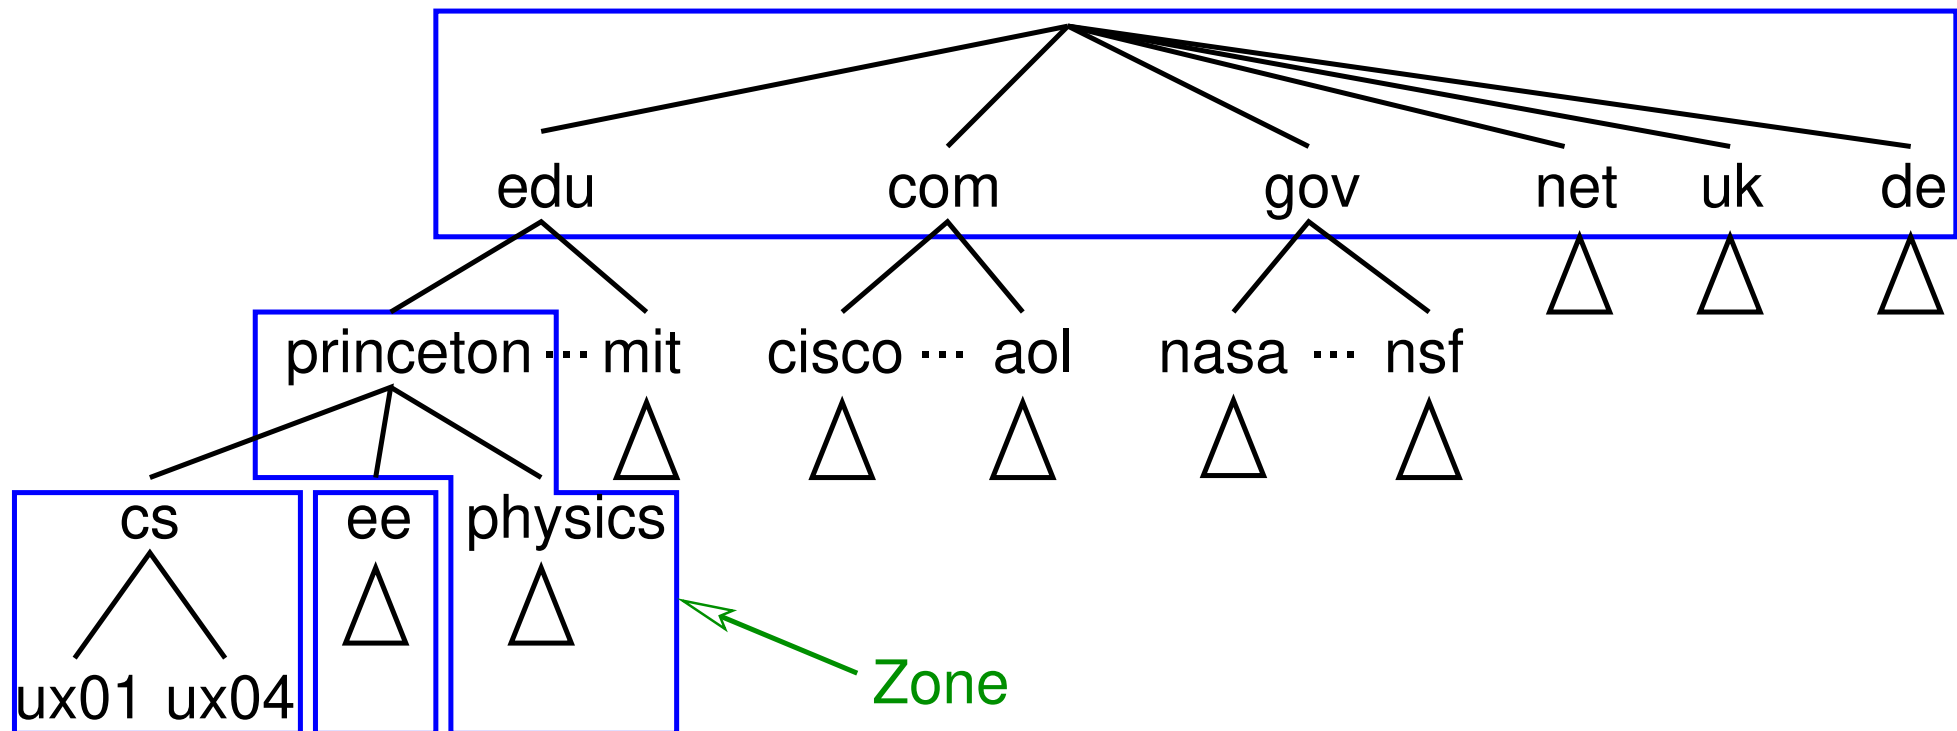 edu com gov net uk de
princeton ... mit cisco ... aol nasa ... nsf
cs ee physics
ux01 ux04 Zone